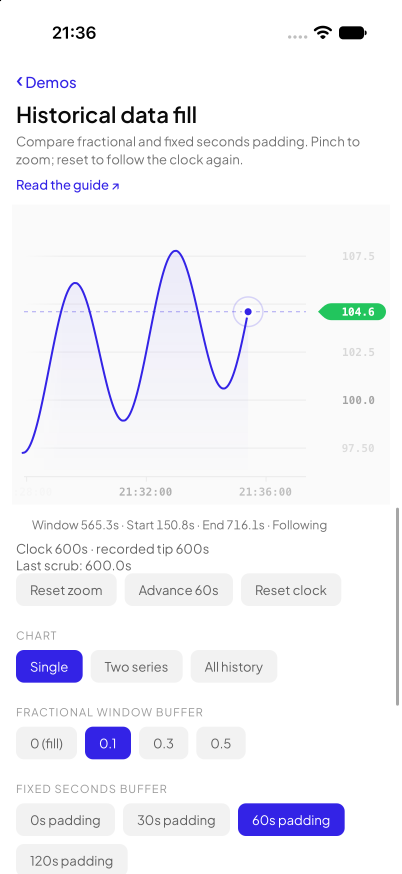 21:36
‹ Demos
Historical data fill
Compare fractional and fixed seconds padding. Pinch to
zoom; reset to follow the clock again.
Read the guide ↗
107.5
104.6
102.5
100.0
97.50
21:32:00
21:36:00
Window 565.3s · Start 150.8s · End 716.1s · Following
Clock 600s · recorded tip 600s
Last scrub: 600.0s
Reset zoom
Advance 60s
Reset clock
CHART
Single
Two series
All history
FRACTIONAL WINDOW BUFFER
0 (fill)
0.1
0.3
0.5
FIXED SECONDS BUFFER
0s padding
30s padding
60s padding
120s padding